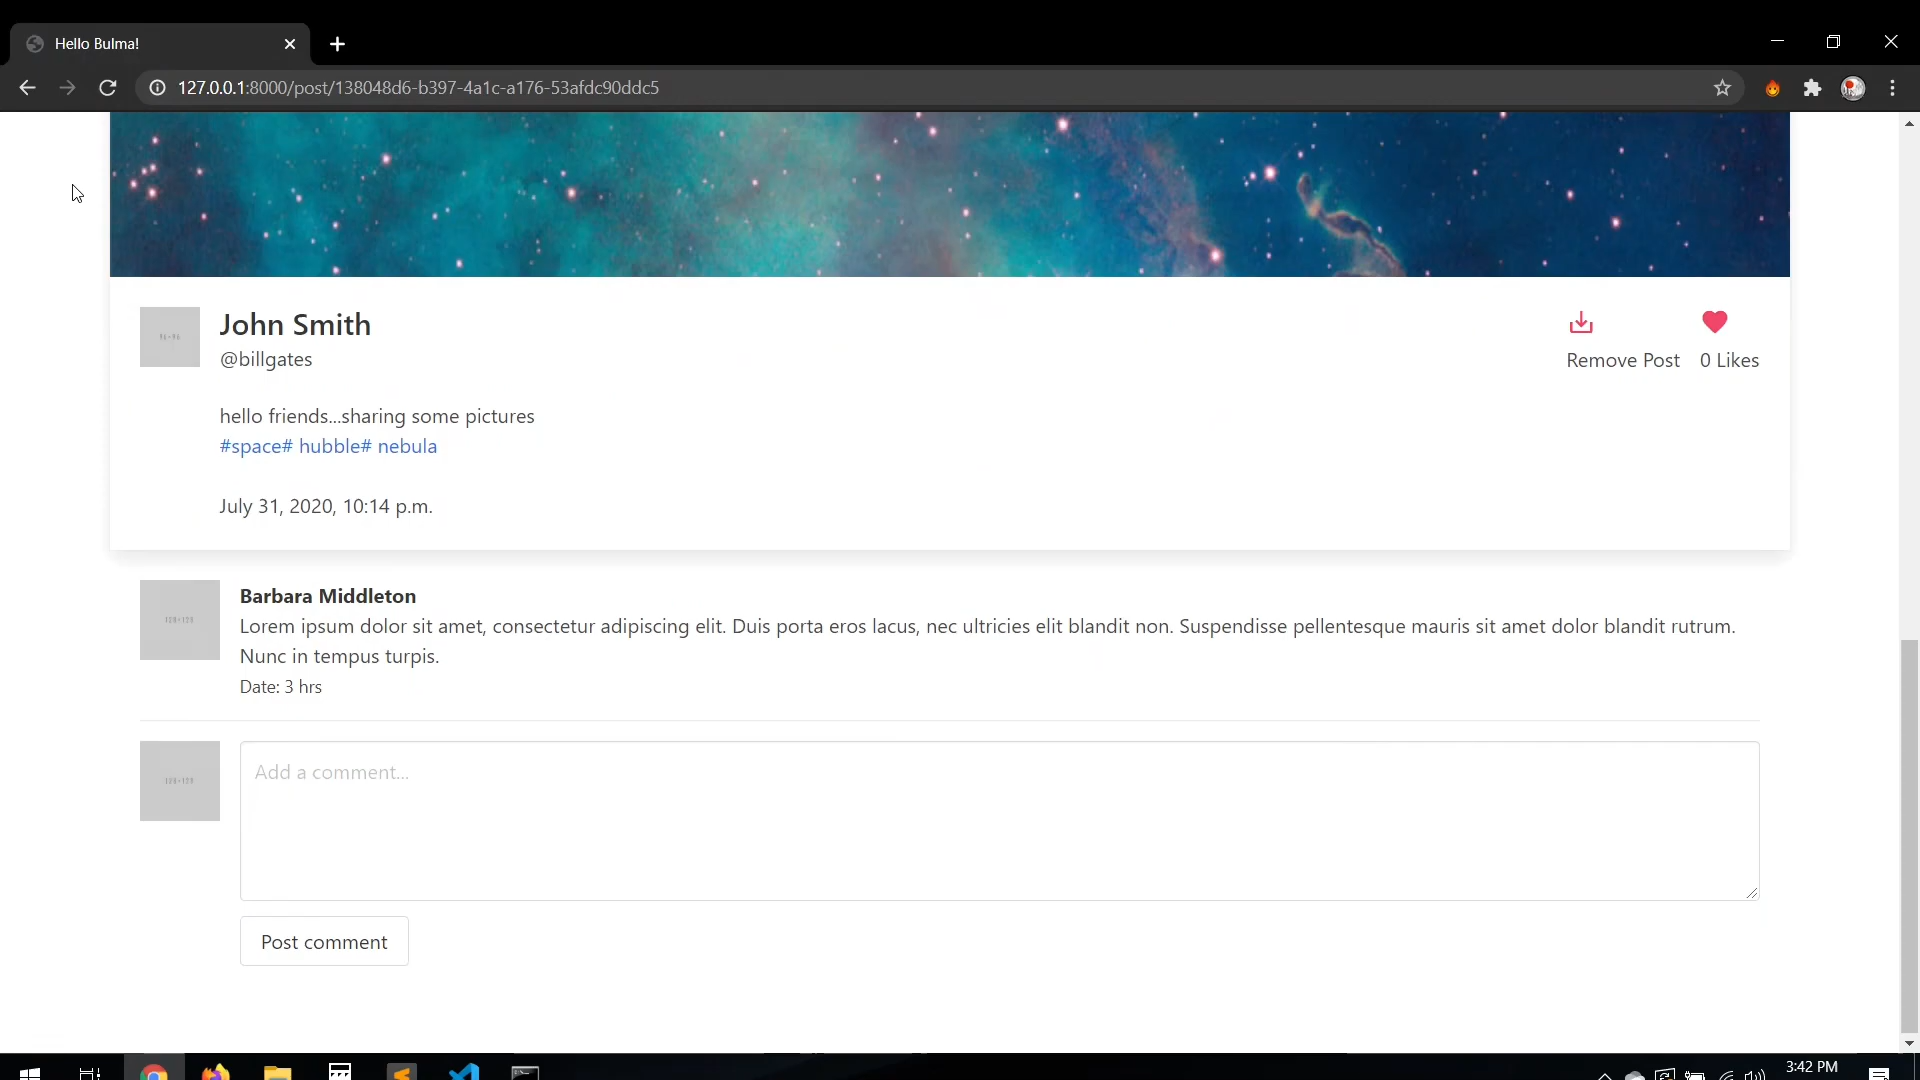 Hello Bulma!
127.0.0.1:8000/post/138048d6-b397-4a1c-a176-53afdc90ddc5
John Smith
@billgates
Remove Post
0 Likes
hello friends...sharing some pictures
#space# hubble# nebula
July 31, 2020, 10:14 p.m.
Barbara Middleton
Lorem ipsum dolor sit amet, consectetur adipiscing elit. Duis porta eros lacus, nec ultricies elit blandit non. Suspendisse pellentesque mauris sit amet dolor blandit rutrum.
Nunc in tempus turpis.
Date: 3 hrs
Add a comment...
Post comment
3:42 PM